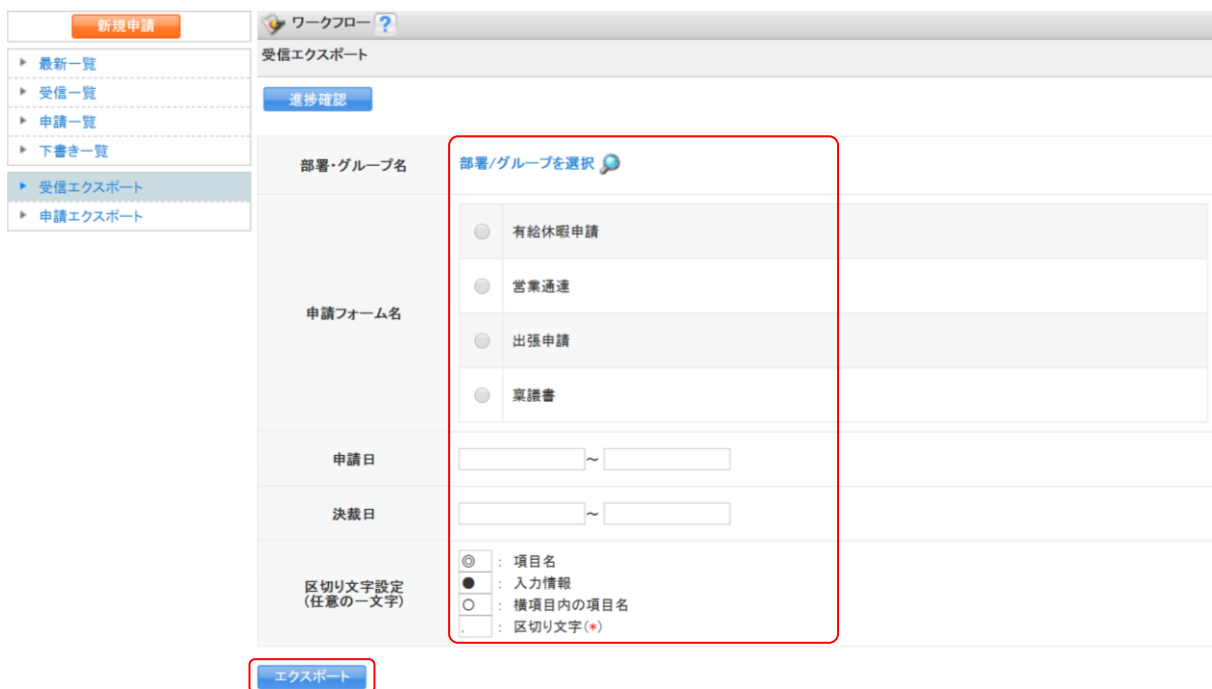 新規申請
最新一覧
受信一覧
申請一覧
下書き一覧
受信エクスポート
申請エクスポート
ワークフロー ?
受信エクスポート
進捗確認
部署・グループ名
部署/グループを選択
申請フォーム名
有給休暇申請
営業通達
出張申請
稟議書
申請日
～
決裁日
～
区切り文字設定
(任意の一文字)
◎ : 項目名
● : 入力情報
○ : 横項目内の項目名
, : 区切り文字(*)
エクスポート